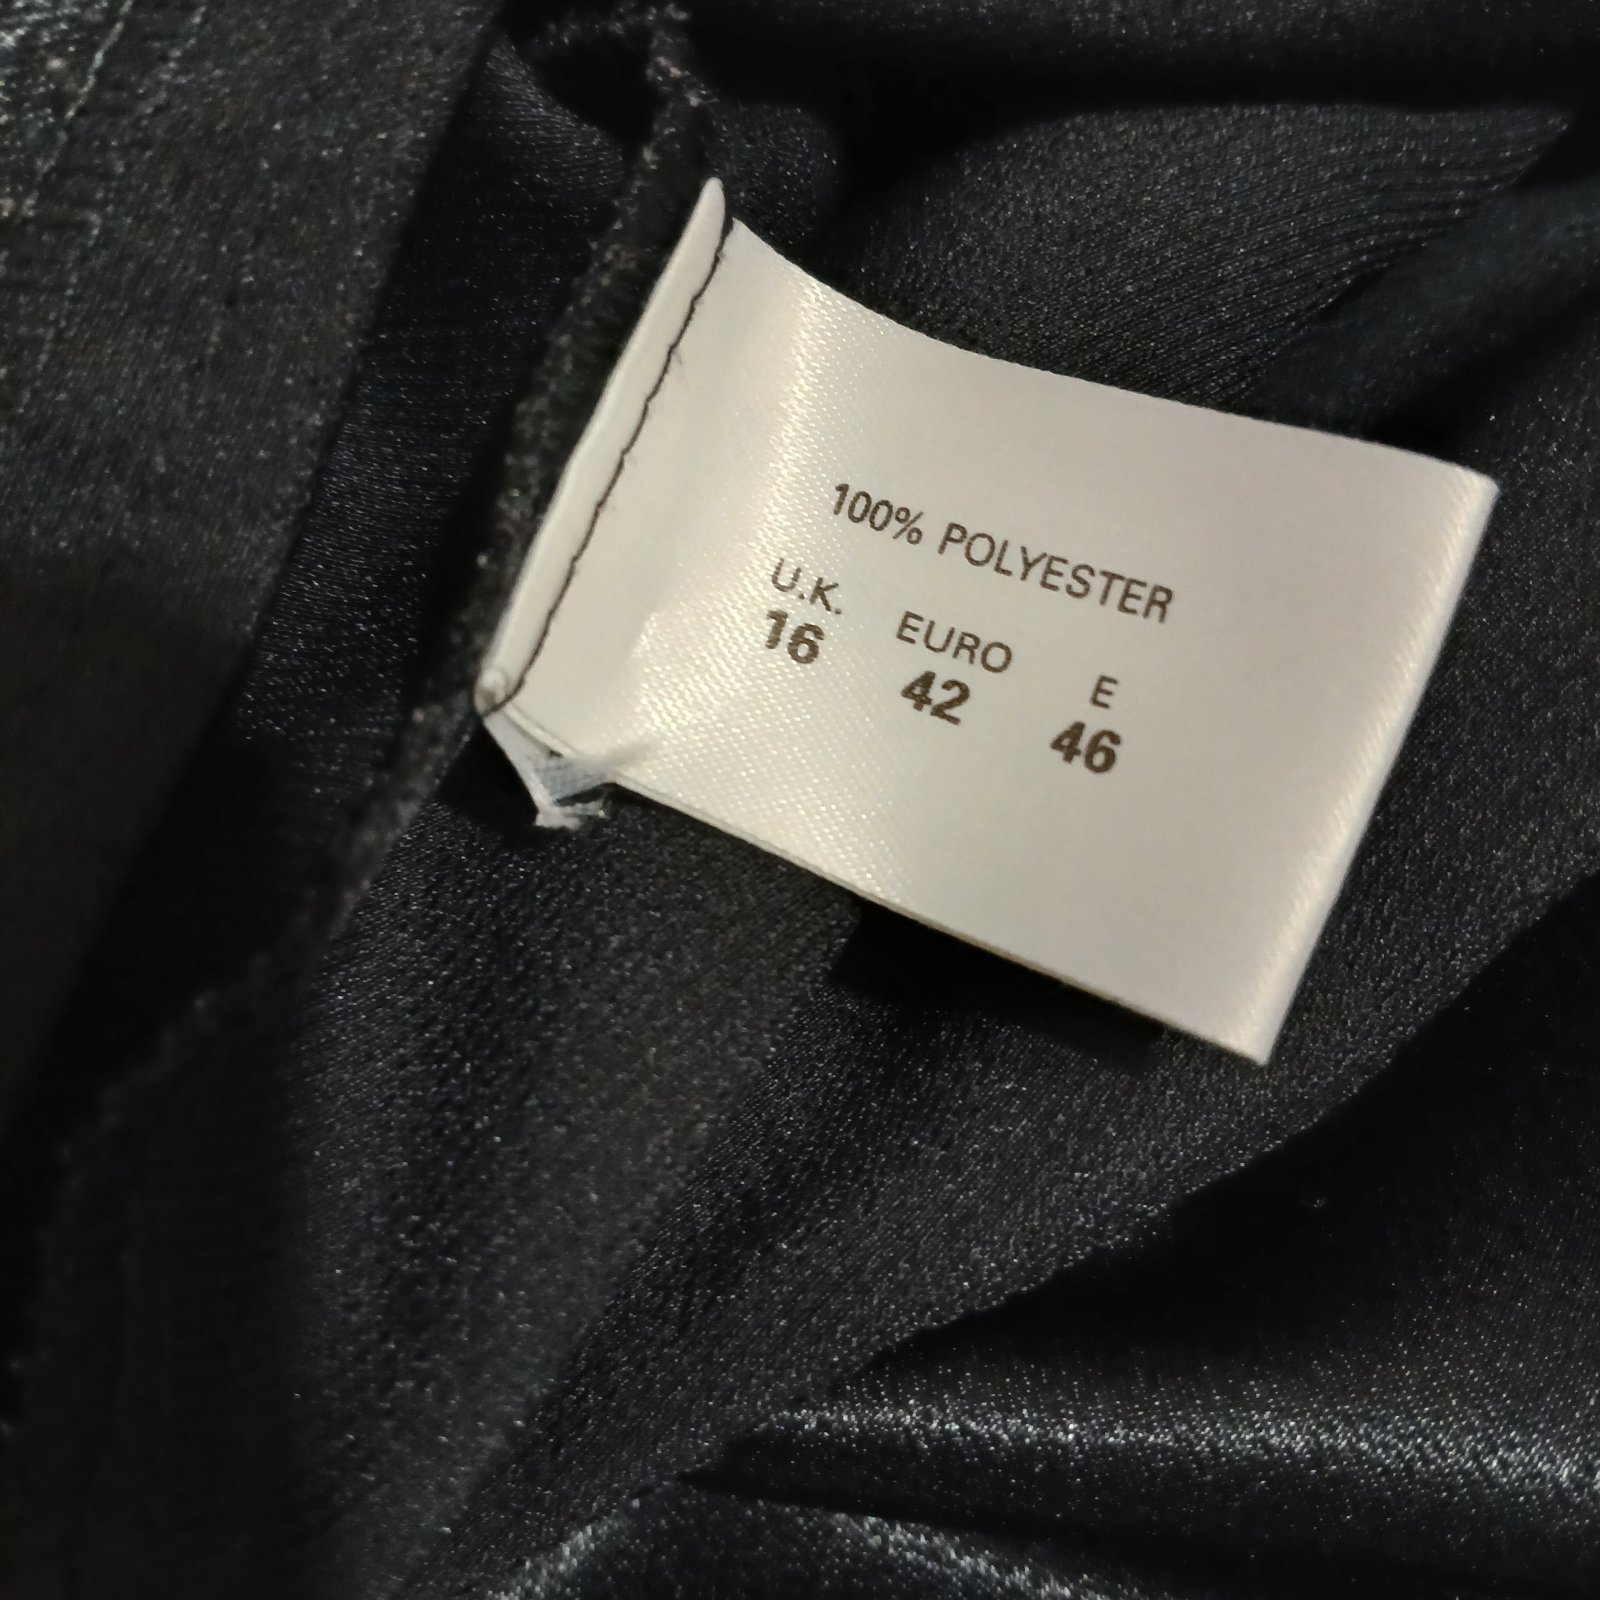 100% POLYESTER
U.K. EURO E
16 42 46